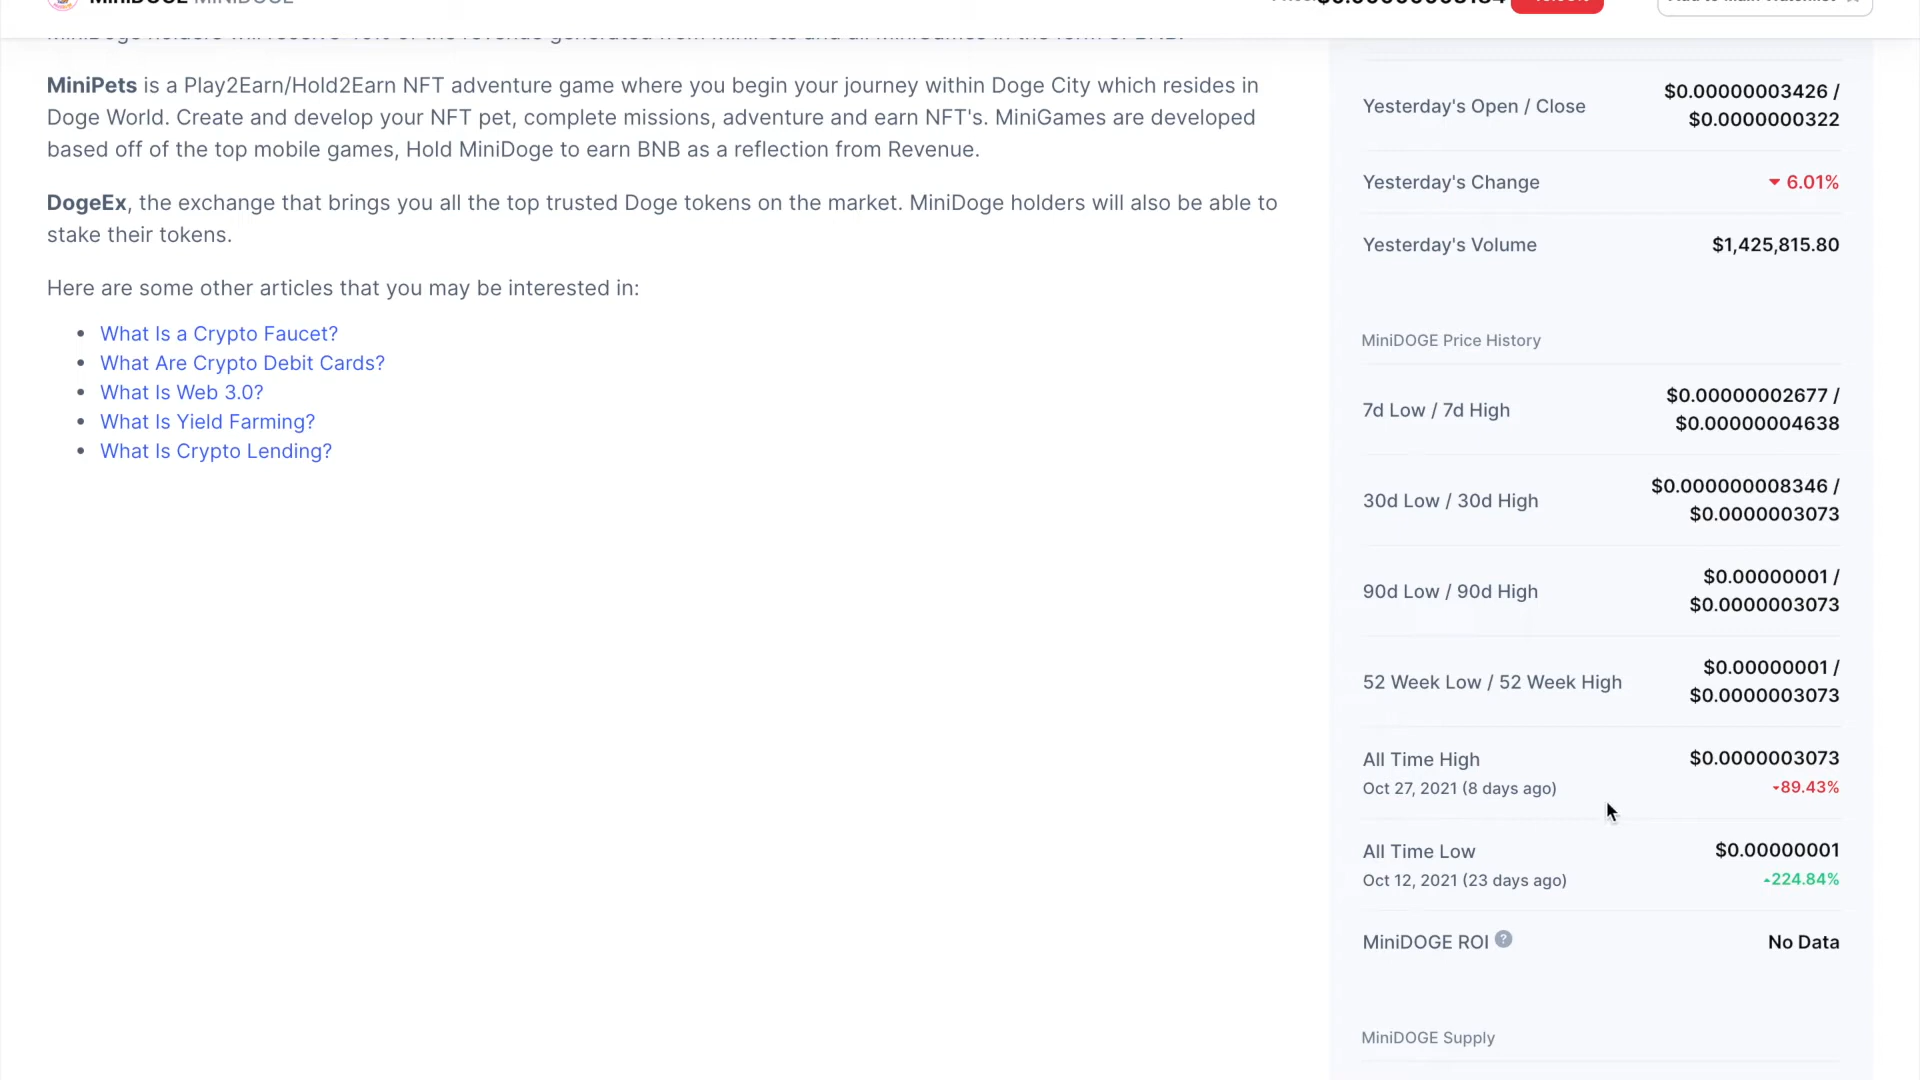 MiniPets is a Play2Earn/Hold2Earn NFT adventure game where you begin your journey within Doge City which resides in
Doge World. Create and develop your NFT pet, complete missions, adventure and earn NFT's. MiniGames are developed
based off of the top mobile games, Hold MiniDoge to earn BNB as a reflection from Revenue.
DogeEx, the exchange that brings you all the top trusted Doge tokens on the market. MiniDoge holders will also be able to
stake their tokens.
Here are some other articles that you may be interested in:
What Is a Crypto Faucet?
What Are Crypto Debit Cards?
What Is Web 3.0?
What Is Yield Farming?
What Is Crypto Lending?
Yesterday's Open / Close
$0.00000003426 /
$0.0000000322
Yesterday's Change
6.01%
Yesterday's Volume
$1,425,815.80
MiniDOGE Price History
7d Low / 7d High
$0.00000002677 /
$0.00000004638
30d Low / 30d High
$0.000000008346 /
$0.0000003073
90d Low / 90d High
$0.00000001 /
$0.0000003073
52 Week Low / 52 Week High
$0.00000001 /
$0.0000003073
All Time High
$0.0000003073
Oct 27, 2021 (8 days ago)
89.43%
All Time Low
$0.00000001
Oct 12, 2021 (23 days ago)
224.84%
MiniDOGE ROI ?
No Data
MiniDOGE Supply